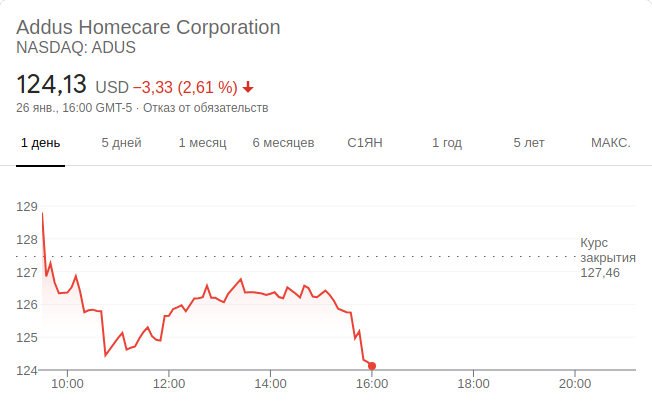 Addus Homecare Corporation
NASDAQ: ADUS
124,13 USD −3,33 (2,61 %)
26 янв., 16:00 GMT-5 · Отказ от обязательств
1 день 5 дней 1 месяц 6 месяцев С1ЯН 1 год 5 лет МАКС.
129
128
Курс
закрытия
127,46
127
126
125
124
10:00 12:00 14:00 16:00 18:00 20:00